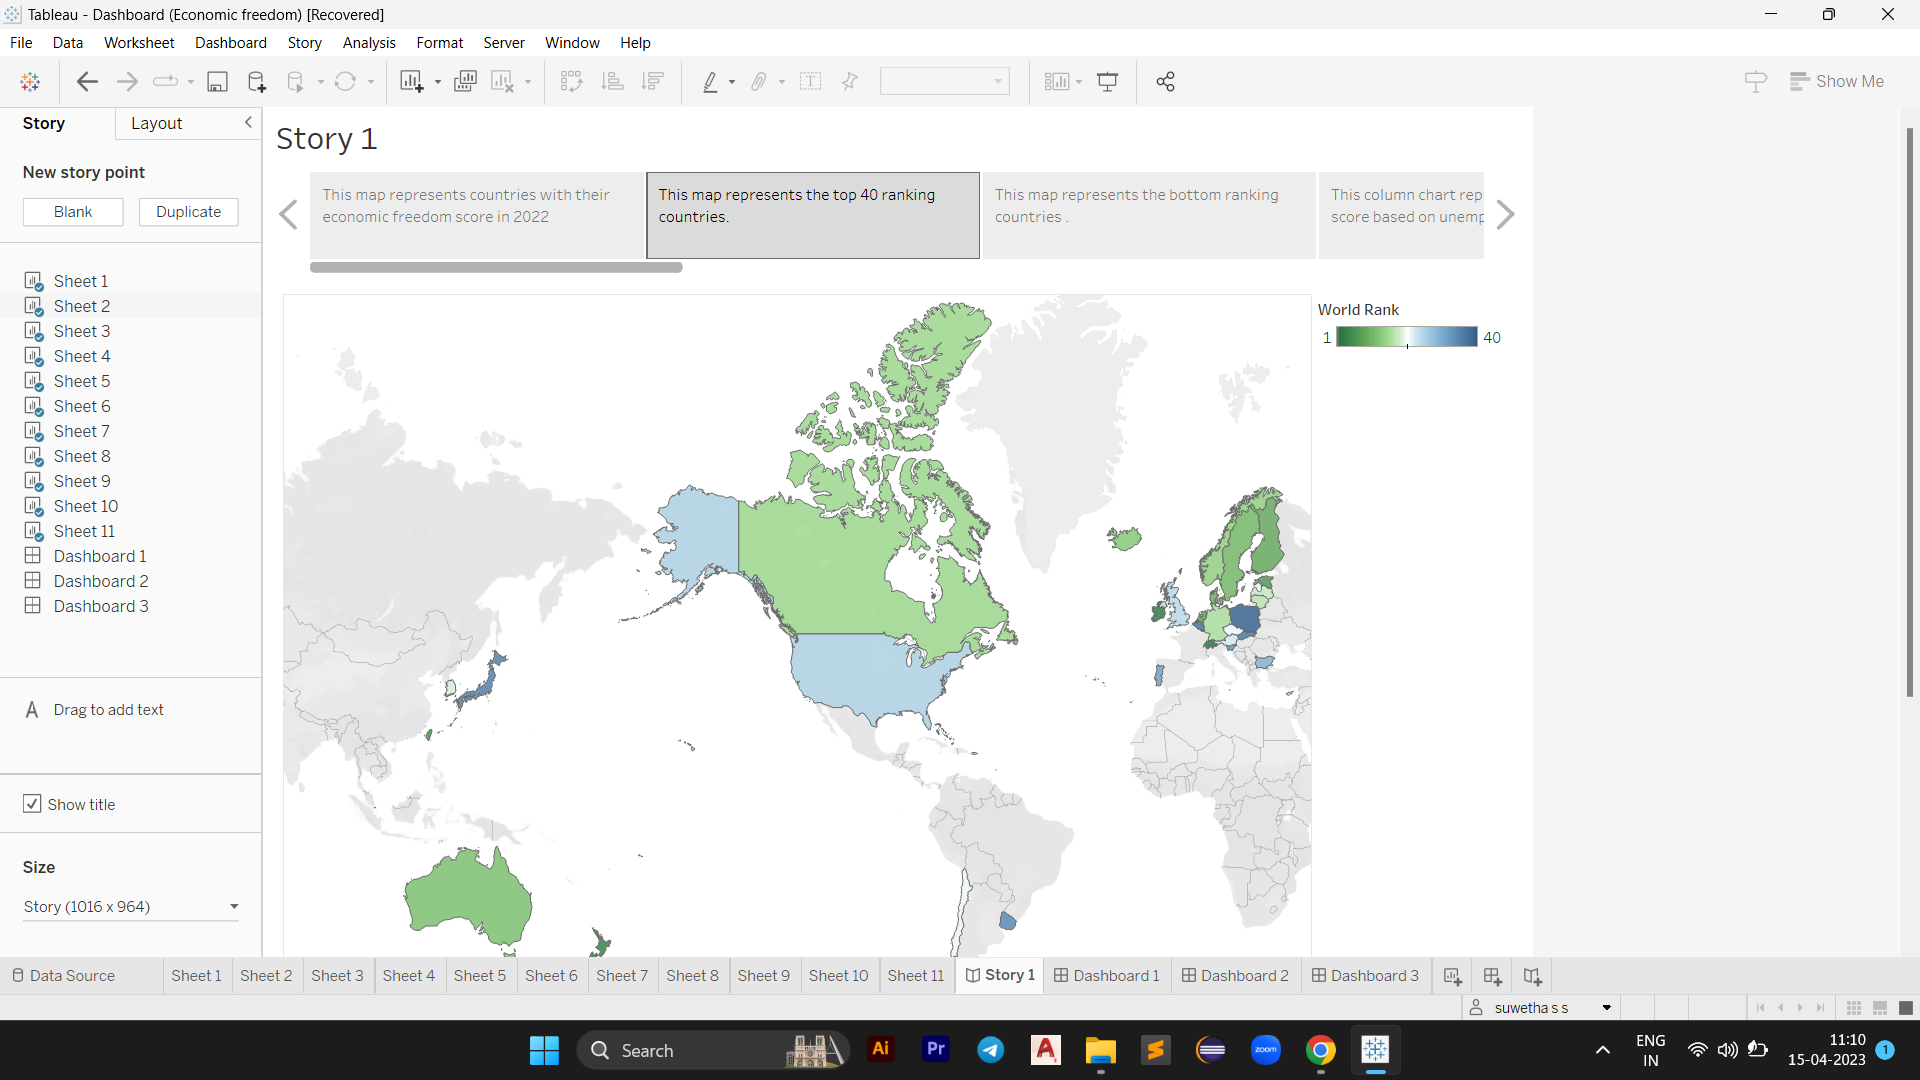 Tableau - Dashboard (Economic freedom) [Recovered]
File Data Worksheet Dashboard Story Analysis Format Server Window Help
Show Me
Story Layout
New story point
Blank Duplicate
Sheet 1
Sheet 2
Sheet 3
Sheet 4
Sheet 5
Sheet 6
Sheet 7
Sheet 8
Sheet 9
Sheet 10
Sheet 11
Dashboard 1
Dashboard 2
Dashboard 3
A Drag to add text
Show title
Size
Story (1016 x 964)
Story 1
This map represents countries with their
economic freedom score in 2022
This map represents the top 40 ranking
countries.
This map represents the bottom ranking
countries .
This column chart rep
score based on unemp
World Rank
1 40
Data Source Sheet 1 Sheet 2 Sheet 3 Sheet 4 Sheet 5 Sheet 6 Sheet 7 Sheet 8 Sheet 9 Sheet 10 Sheet 11 Story 1 Dashboard 1 Dashboard 2 Dashboard 3
suwetha s s
Search
Ai
Pr
A
zoom
ENG
IN
11:10
15-04-2023
1